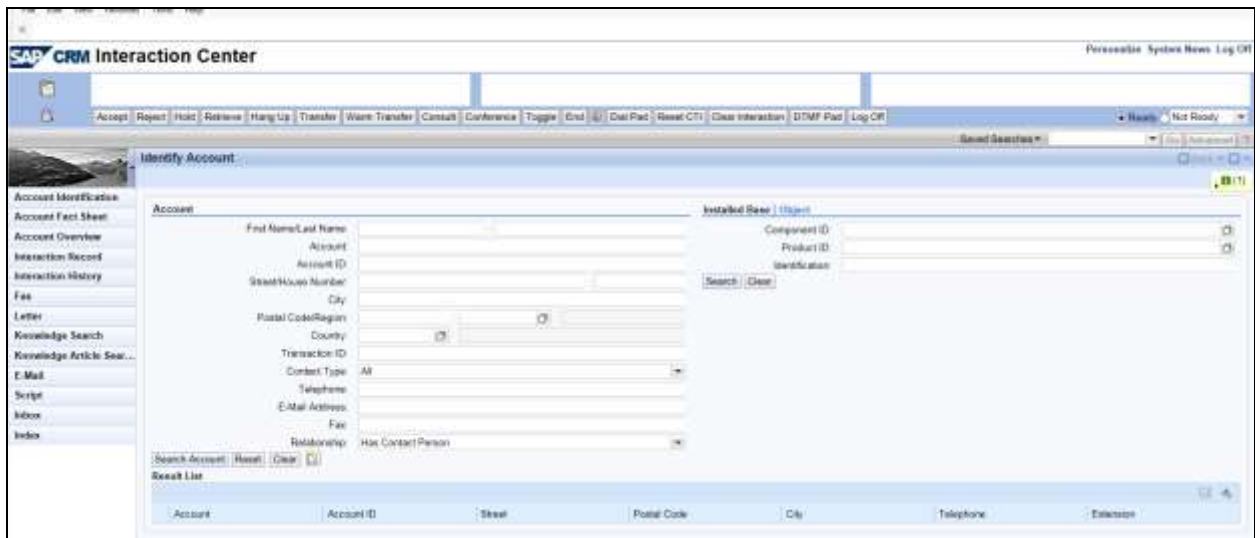 SAP CRM Interaction Center
Personalize System News Log Off
Accept Reject Hold Retrieve Hang Up Transfer Warm Transfer Consult Conference Toggle End Dial Pad Reset CTI Clear Interaction DTMF Pad Log Off Ready Not Ready
Saved Searches Go Advanced
Identify Account
Back
(1)
Account Identification
Account Fact Sheet
Account Overview
Interaction Record
Interaction History
Fax
Letter
Knowledge Search
Knowledge Article Sear...
E-Mail
Script
Inbox
Index
Account
First Name/Last Name
Account
Account ID
Street/House Number
City
Postal Code/Region
Country
Transaction ID
Contact Type All
Telephone
E-Mail Address
Fax
Relationship Has Contact Person
Search Account Reset Clear
Installed Base | Object
Component ID
Product ID
Identification
Search Clear
Result List
Account Account ID Street Postal Code City Telephone Extension